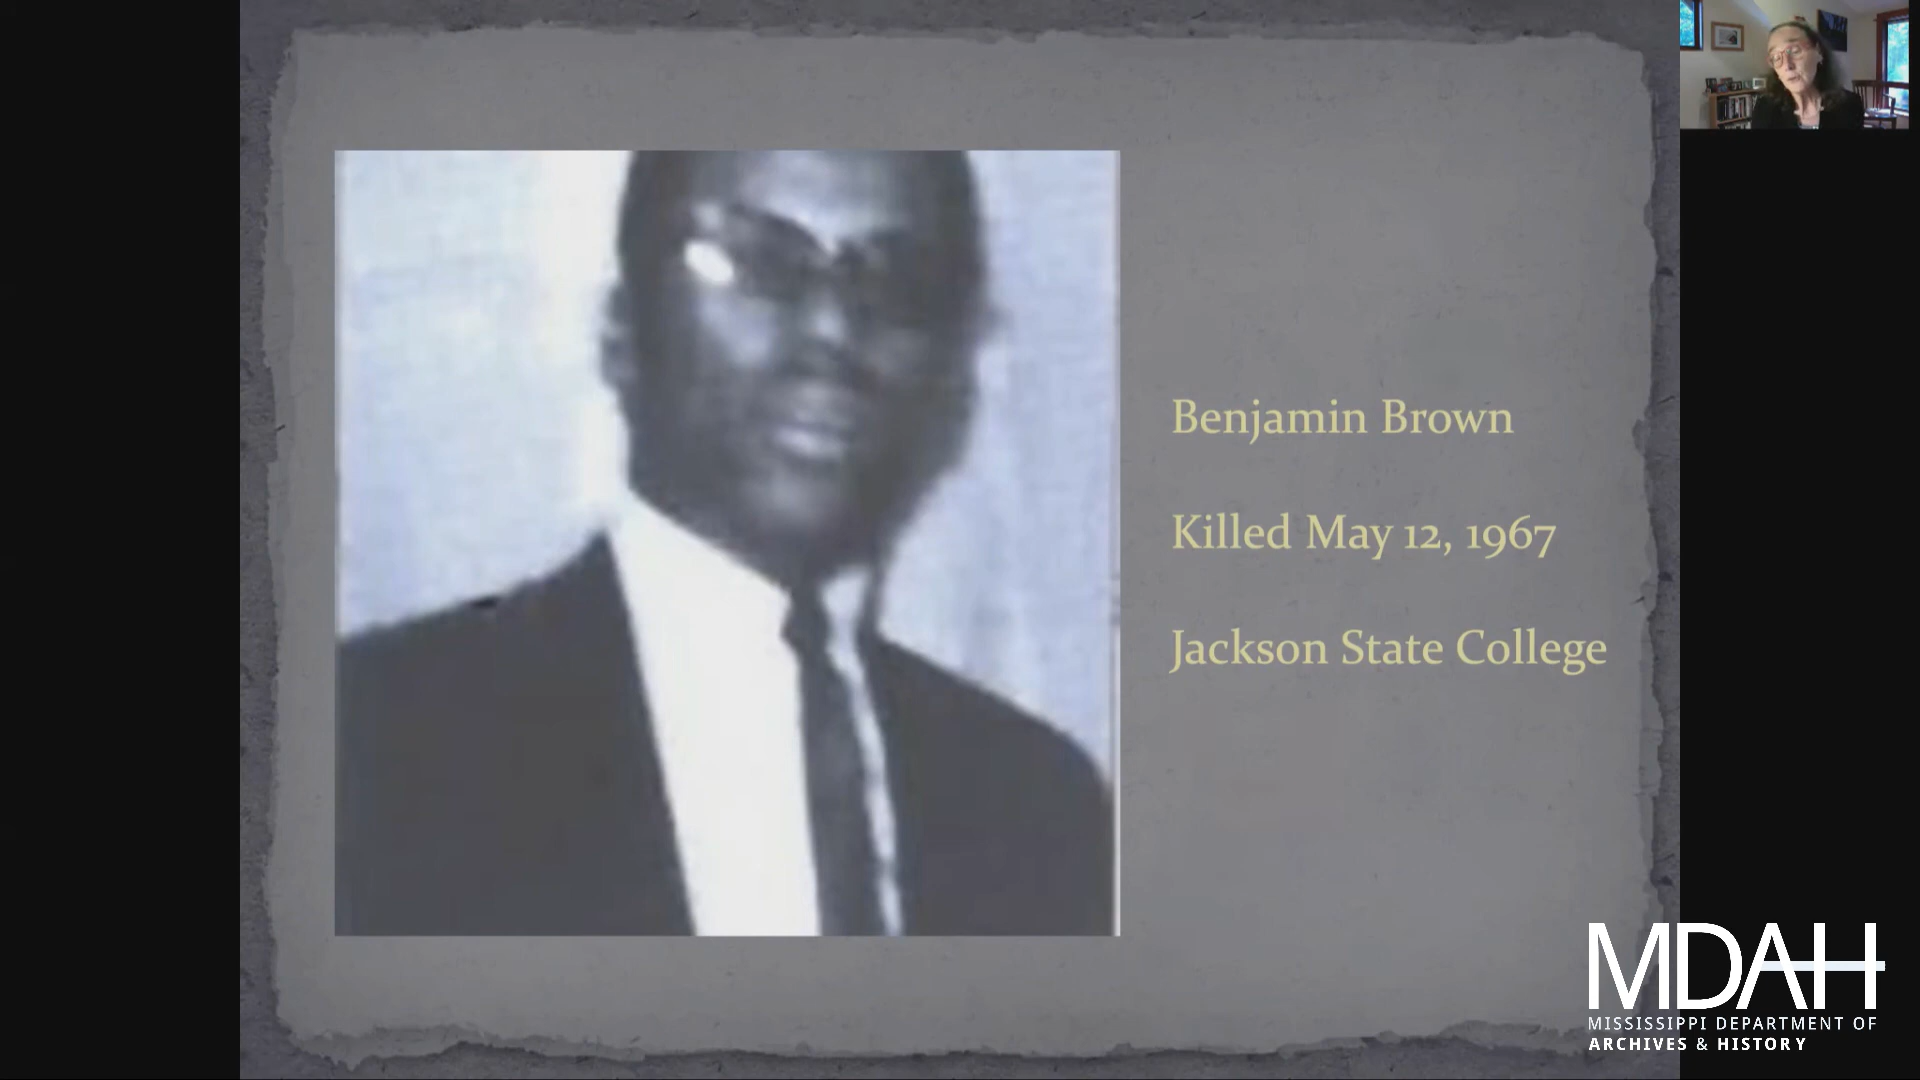 Benjamin Brown
Killed May 12, 1967
Jackson State College
MDAH
MISSISSIPPI DEPARTMENT OF
ARCHIVES & HISTORY